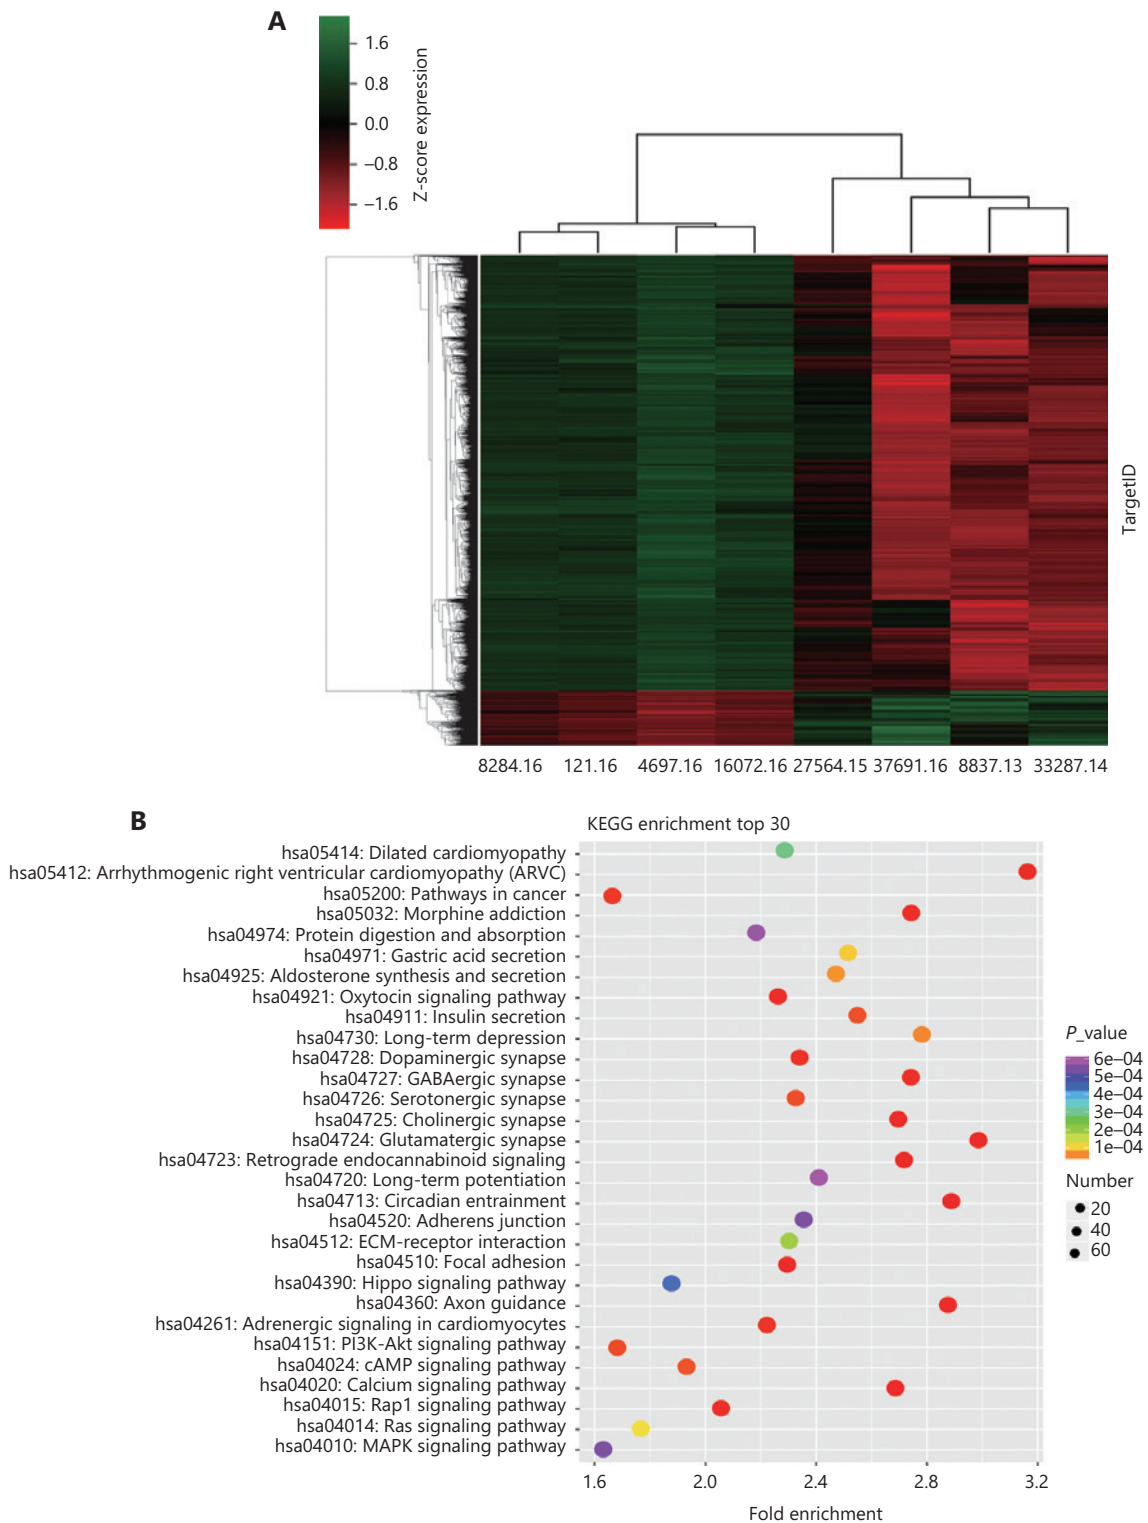 A
1.6
0.8
0.0
−0.8
−1.6
Z-score expression
TargetID
8284.16 121.16 4697.16 16072.16 27564.15 37691.16 8837.13 33287.14
B
KEGG enrichment top 30
hsa05414: Dilated cardiomyopathy
hsa05412: Arrhythmogenic right ventricular cardiomyopathy (ARVC)
hsa05200: Pathways in cancer
hsa05032: Morphine addiction
hsa04974: Protein digestion and absorption
hsa04971: Gastric acid secretion
hsa04925: Aldosterone synthesis and secretion
hsa04921: Oxytocin signaling pathway
hsa04911: Insulin secretion
hsa04730: Long-term depression
hsa04728: Dopaminergic synapse
hsa04727: GABAergic synapse
hsa04726: Serotonergic synapse
hsa04725: Cholinergic synapse
hsa04724: Glutamatergic synapse
hsa04723: Retrograde endocannabinoid signaling
hsa04720: Long-term potentiation
hsa04713: Circadian entrainment
hsa04520: Adherens junction
hsa04512: ECM-receptor interaction
hsa04510: Focal adhesion
hsa04390: Hippo signaling pathway
hsa04360: Axon guidance
hsa04261: Adrenergic signaling in cardiomyocytes
hsa04151: PI3K-Akt signaling pathway
hsa04024: cAMP signaling pathway
hsa04020: Calcium signaling pathway
hsa04015: Rap1 signaling pathway
hsa04014: Ras signaling pathway
hsa04010: MAPK signaling pathway
1.6 2.0 2.4 2.8 3.2
Fold enrichment
P_value
6e−04
5e−04
4e−04
3e−04
2e−04
1e−04
Number
20
40
60